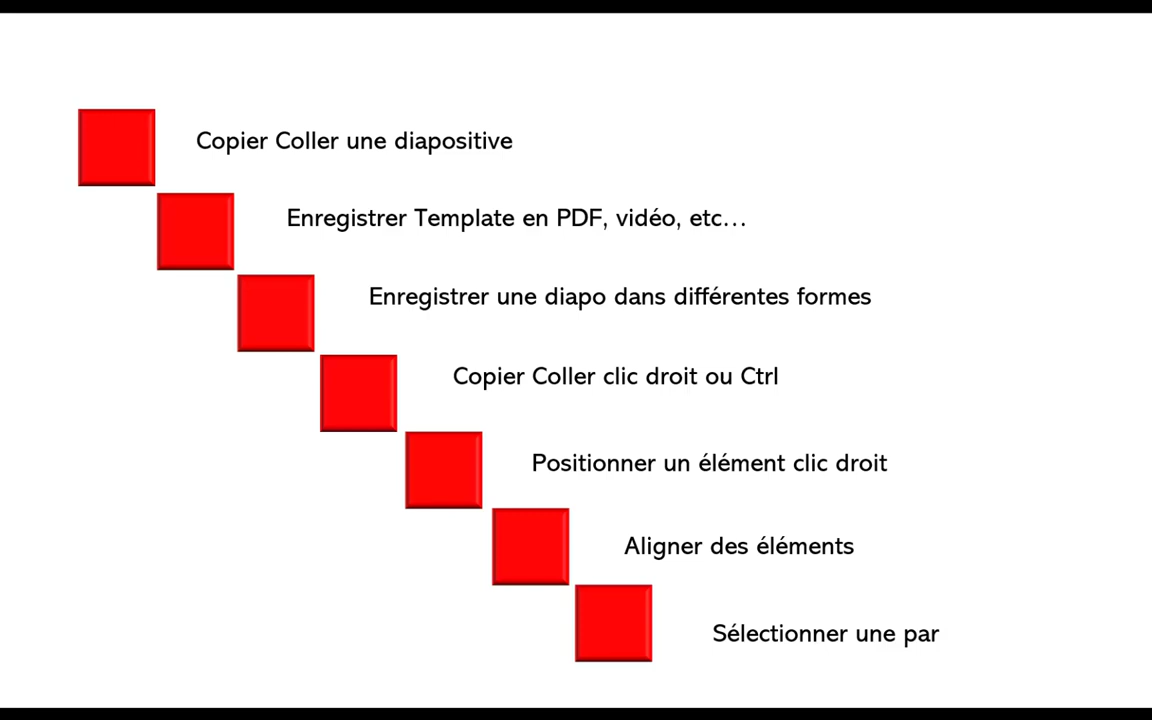 Copier Coller une diapositive
Enregistrer Template en PDF, vidéo, etc…
Enregistrer une diapo dans différentes formes
Copier Coller clic droit ou Ctrl
Positionner un élément clic droit
Aligner des éléments
Sélectionner une par